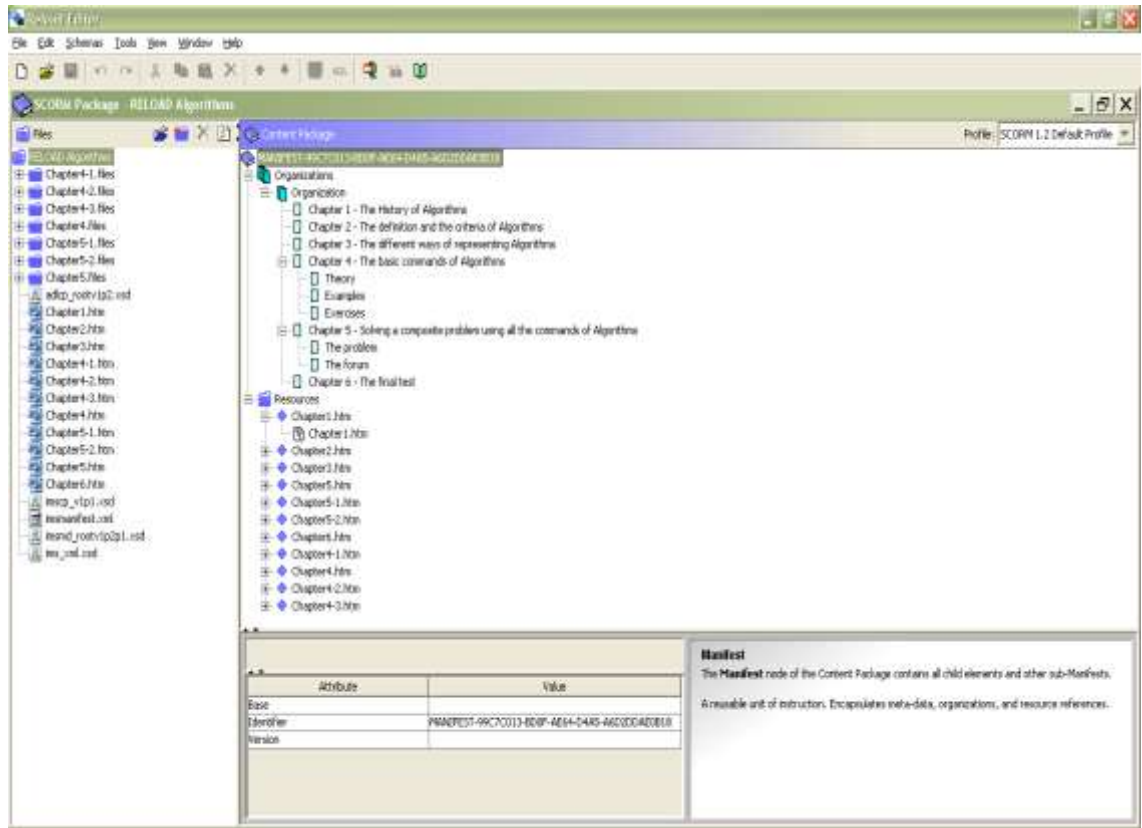 Reload Editor
File Edit Schemas Tools View Window Help
SCORM Package - RELOAD Algorithms
Files
Content Package
Profile: SCORM 1.2 Default Profile
RELOAD Algorithms
Chapter4-1.files
Chapter4-2.files
Chapter4-3.files
Chapter4.files
Chapter5-1.files
Chapter5-2.files
Chapter5.files
adlcp_rootv1p2.xsd
Chapter1.htm
Chapter2.htm
Chapter3.htm
Chapter4-1.htm
Chapter4-2.htm
Chapter4-3.htm
Chapter4.htm
Chapter5-1.htm
Chapter5-2.htm
Chapter5.htm
Chapter6.htm
imscp_v1p1.xsd
imsmanifest.xml
imsmd_rootv1p2p1.xsd
ims_xml.xsd
Organizations
Organization
Chapter 1 - The History of Algorithms
Chapter 2 - The definition and the criteria of Algorithms
Chapter 3 - The different ways of representing Algorithms
Chapter 4 - The basic commands of Algorithms
Theory
Examples
Exercises
Chapter 5 - Solving a composite problem using all the commands of Algorithms
The problem
The forum
Chapter 6 - The final test
Resources
Chapter1.htm
Chapter1.htm
Chapter2.htm
Chapter3.htm
Chapter5.htm
Chapter5-1.htm
Chapter5-2.htm
Chapter6.htm
Chapter4-1.htm
Chapter4.htm
Chapter4-2.htm
Chapter4-3.htm
Attribute Value
Base
Identifier
Version
Manifest
The Manifest node of the Content Package contains all child elements and other sub-Manifests.
A reusable unit of instruction. Encapsulates meta-data, organizations, and resource references.